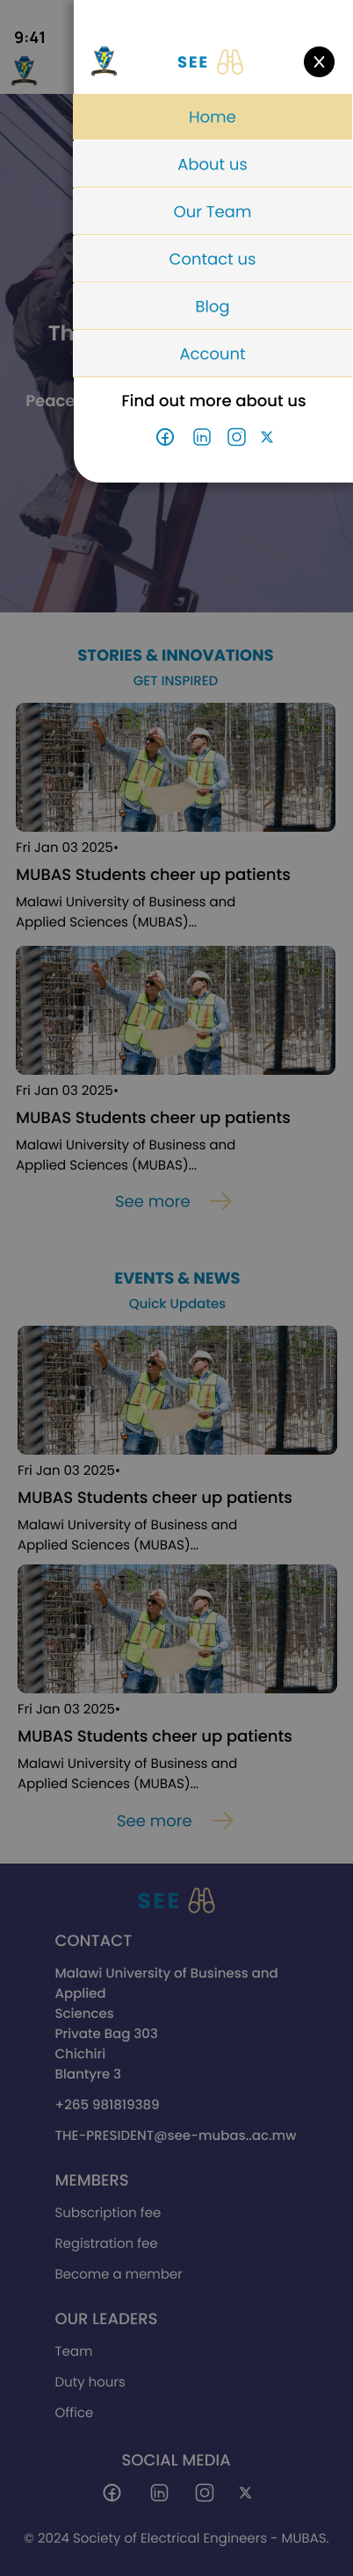 9:41
SEE
X
Home
About us
Our Team
Contact us
Blog
Account
Th
Peace
Find out more about us
STORIES & INNOVATIONS
GET INSPIRED
Fri Jan 03 2025•
MUBAS Students cheer up patients
Malawi University of Business and
Applied Sciences (MUBAS)...
Fri Jan 03 2025•
MUBAS Students cheer up patients
Malawi University of Business and
Applied Sciences (MUBAS)...
See more
EVENTS & NEWS
Quick Updates
Fri Jan 03 2025•
MUBAS Students cheer up patients
Malawi University of Business and
Applied Sciences (MUBAS)...
Fri Jan 03 2025•
MUBAS Students cheer up patients
Malawi University of Business and
Applied Sciences (MUBAS)...
See more
SEE
CONTACT
Malawi University of Business and
Applied
Sciences
Private Bag 303
Chichiri
Blantyre 3
+265 981819389
THE-PRESIDENT@see-mubas..ac.mw
MEMBERS
Subscription fee
Registration fee
Become a member
OUR LEADERS
Team
Duty hours
Office
SOCIAL MEDIA
© 2024 Society of Electrical Engineers - MUBAS.